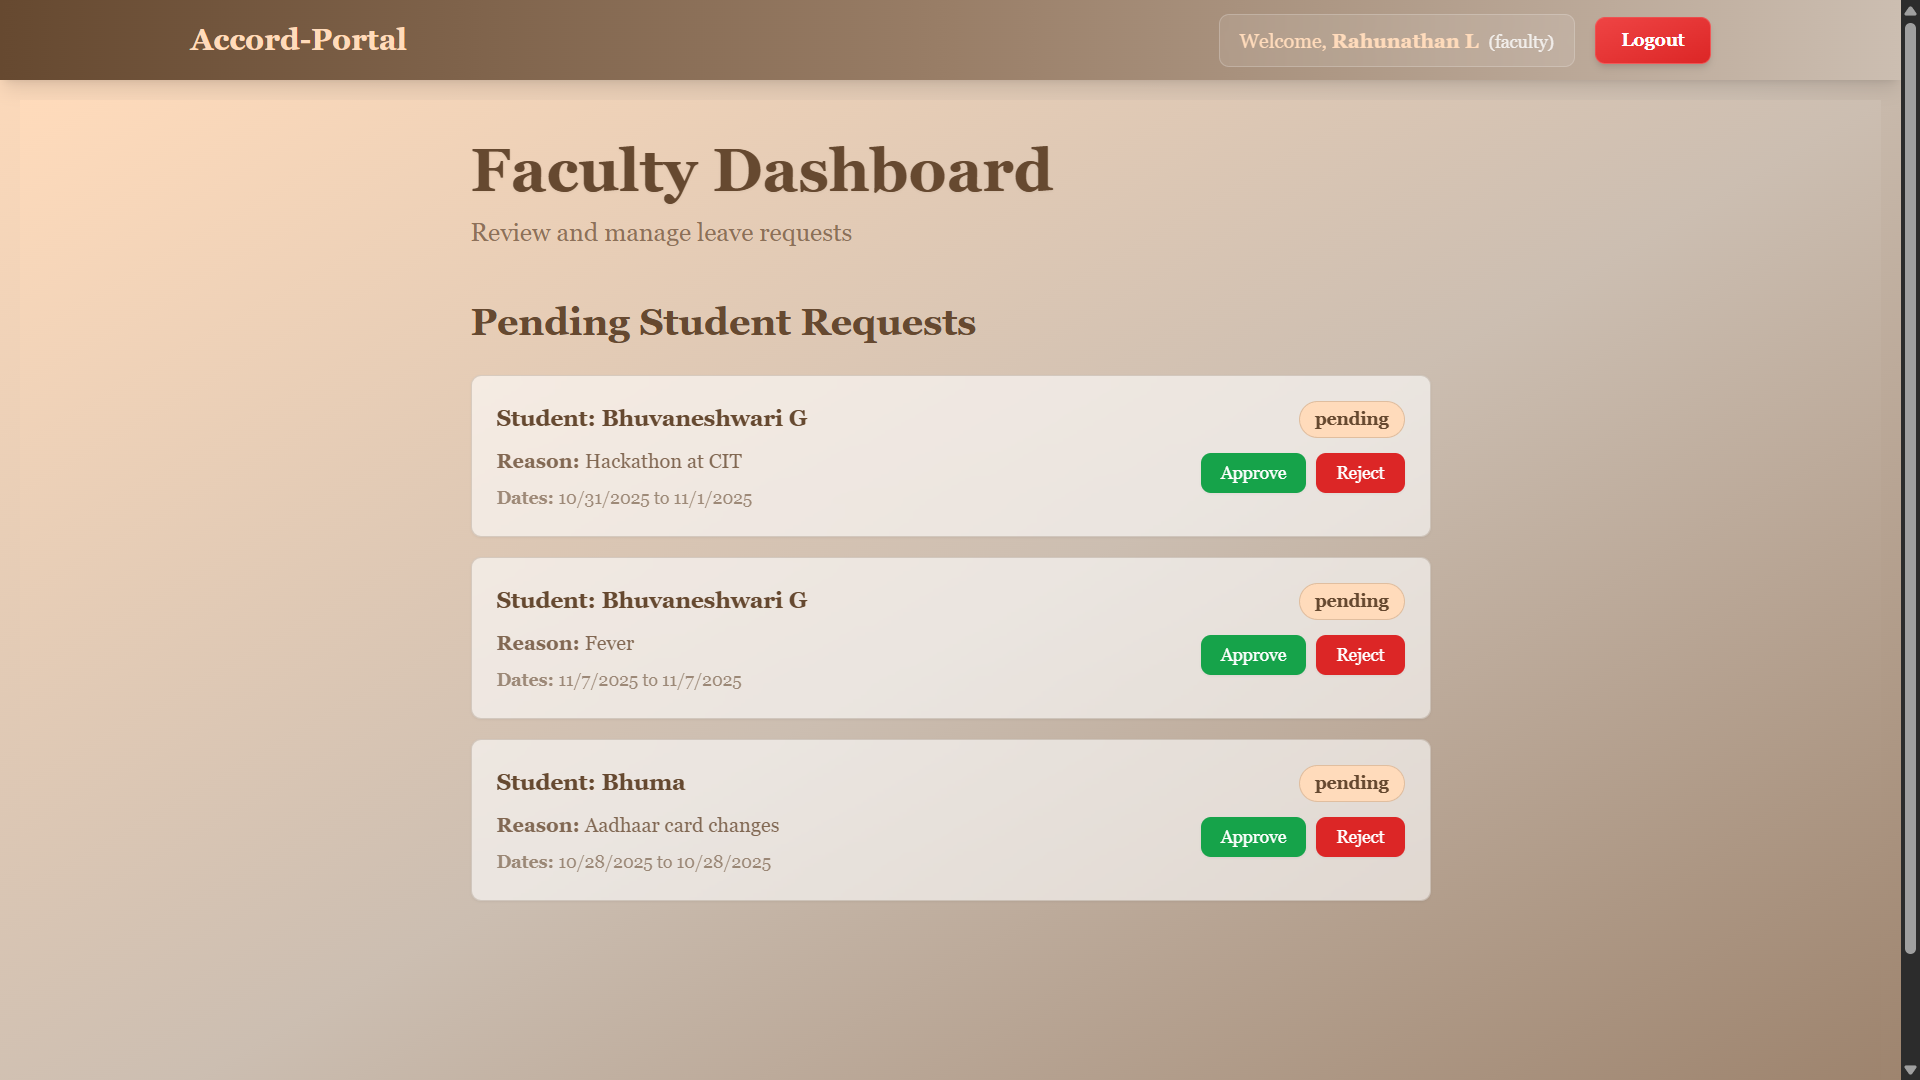 Accord-Portal
Welcome, Rahunathan L (faculty)
Logout
Faculty Dashboard
Review and manage leave requests
Pending Student Requests
Student: Bhuvaneshwari G
pending
Reason: Hackathon at CIT
Approve
Reject
Dates: 10/31/2025 to 11/1/2025
Student: Bhuvaneshwari G
pending
Reason: Fever
Approve
Reject
Dates: 11/7/2025 to 11/7/2025
Student: Bhuma
pending
Reason: Aadhaar card changes
Approve
Reject
Dates: 10/28/2025 to 10/28/2025